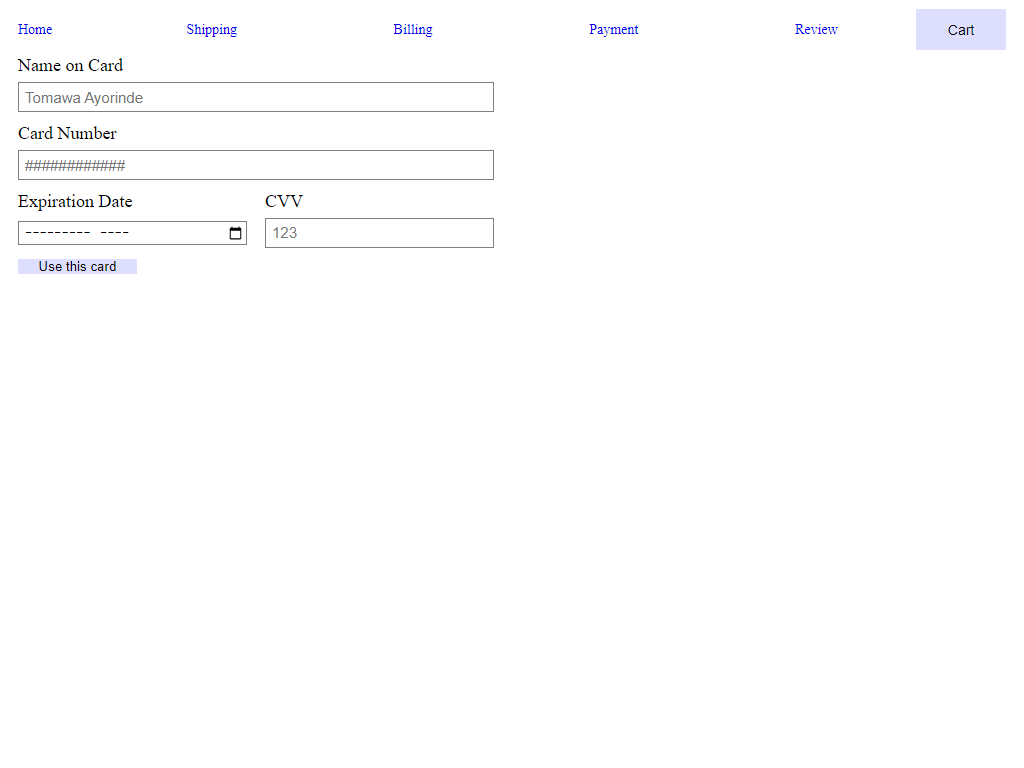 Home Shipping Billing Payment Review Cart
Name on Card
Tomawa Ayorinde
Card Number
############
Expiration Date CVV
--------- ---- 123
Use this card